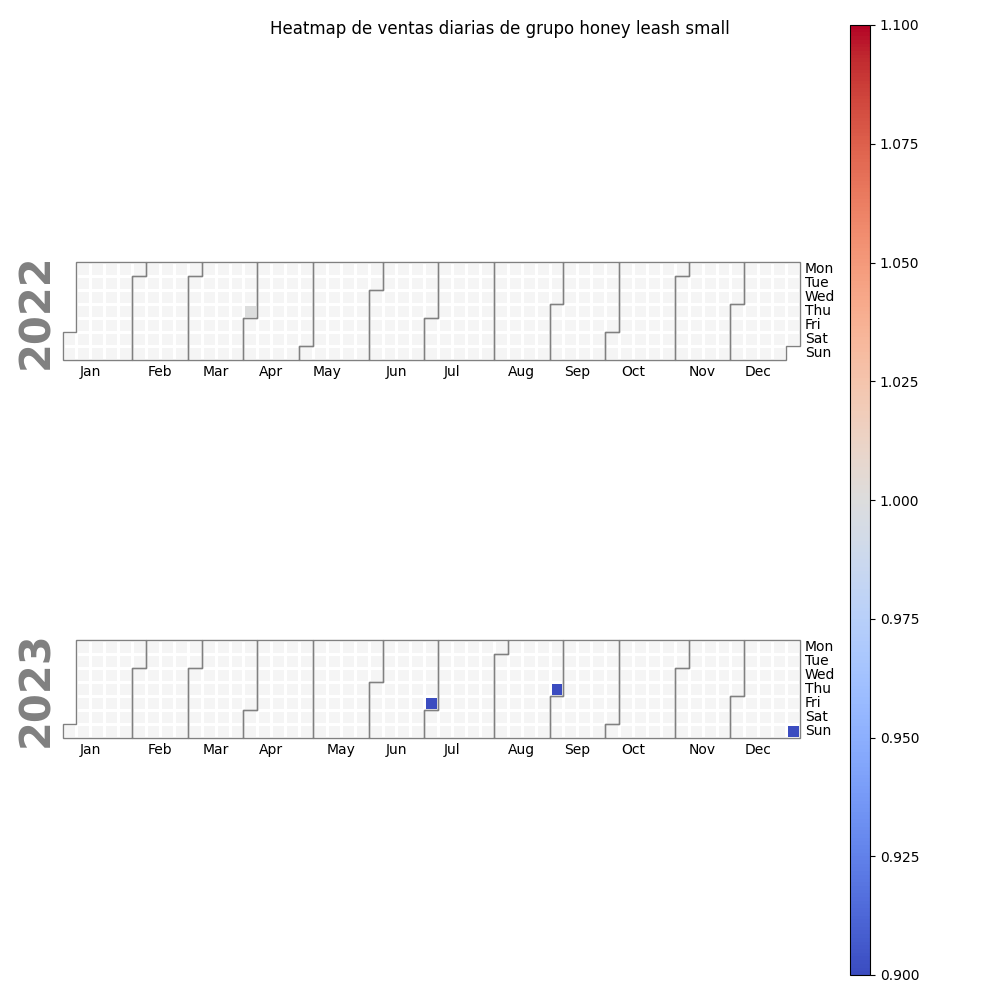 Heatmap de ventas diarias de grupo honey leash small
1.100
1.075
1.050
1.025
1.000
0.975
0.950
0.925
0.900
2022
Mon
Tue
Wed
Thu
Fri
Sat
Sun
Jan Feb Mar Apr May Jun Jul Aug Sep Oct Nov Dec
2023
Mon
Tue
Wed
Thu
Fri
Sat
Sun
Jan Feb Mar Apr May Jun Jul Aug Sep Oct Nov Dec